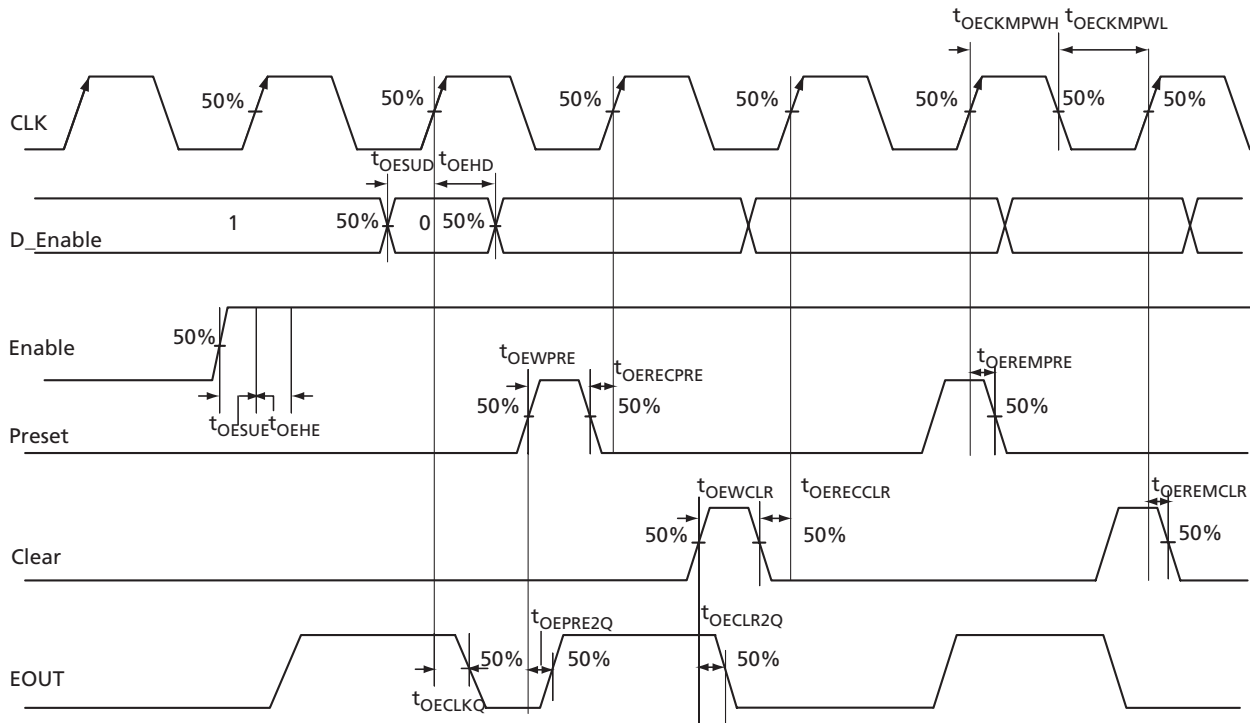 tOECKMPWH tOECKMPWL
50% 50% 50% 50% 50% 50% 50%
CLK
tOESUD tOEHD
1 50% 0 50%
D_Enable
50%
Enable
tOESUE tOEHE
tOEWPRE tOERECPRE tOEREMPRE
50% 50% 50%
Preset
tOEWCLR tOERECCLR tOEREMCLR
50% 50% 50%
Clear
tOEPRE2Q tOECLR2Q
50% 50% 50%
EOUT
tOECLKQ